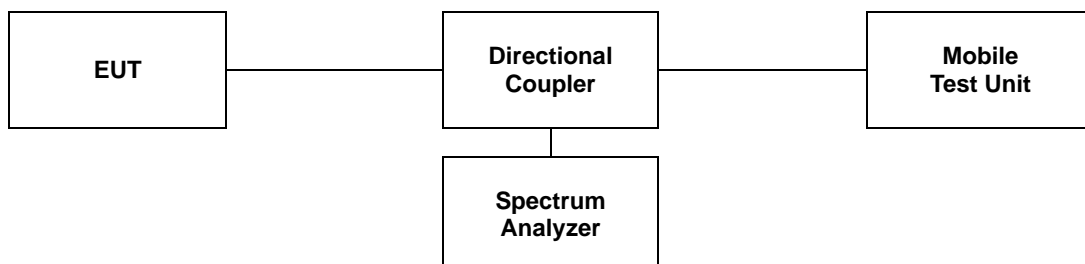 EUT
Directional
Coupler
Mobile
Test Unit
Spectrum
Analyzer